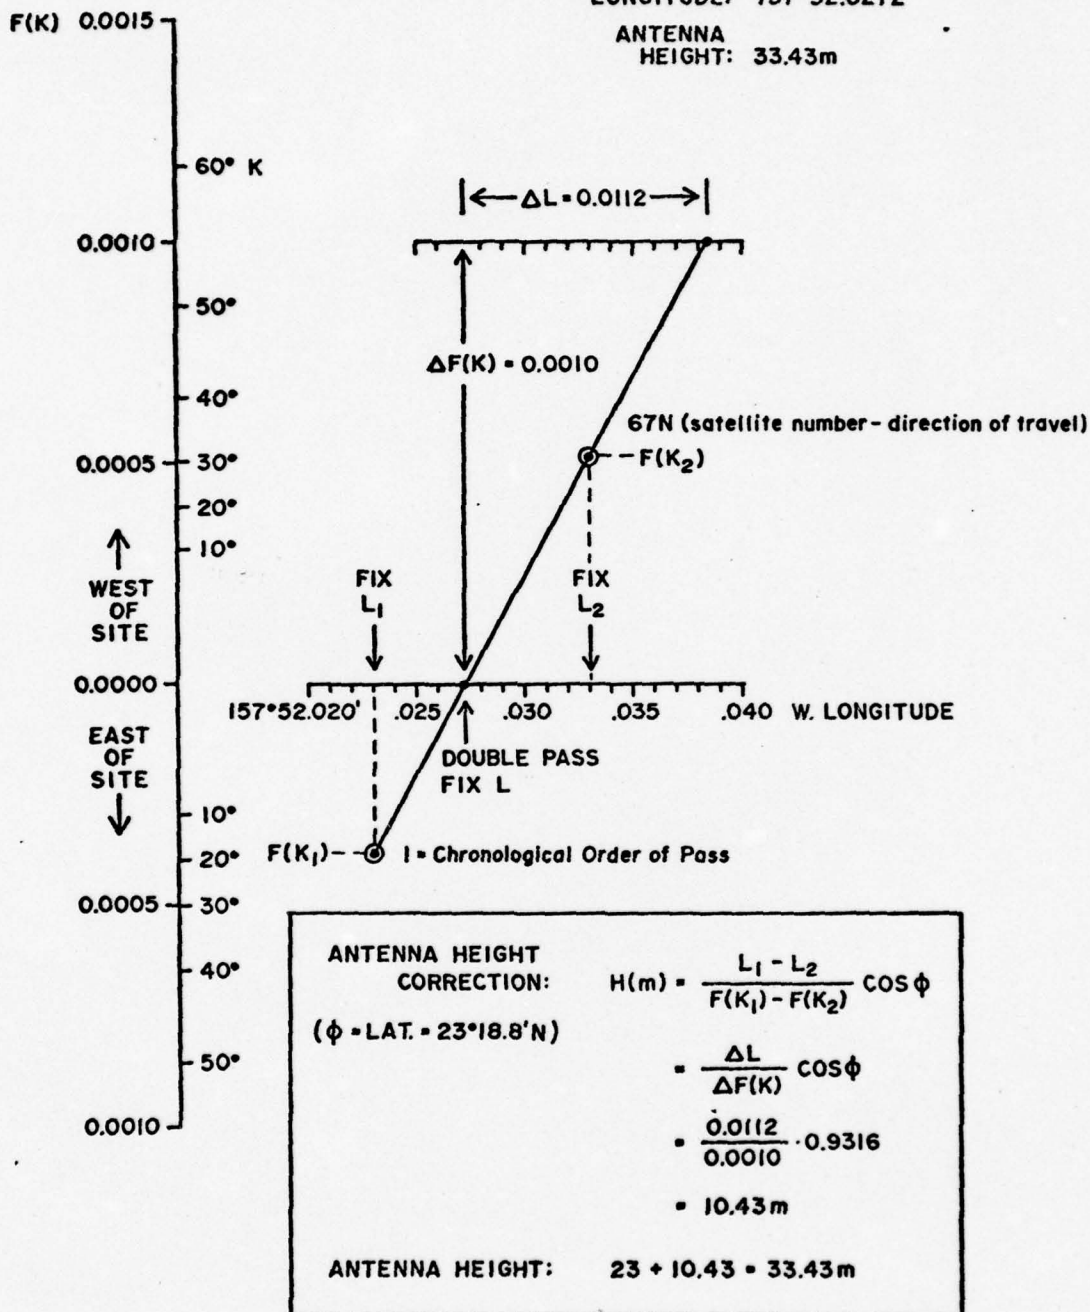 F(K) 0.0015
ANTENNA
HEIGHT: 33.43m
60° K
ΔL=0.0112
0.0010
50°
ΔF(K) = 0.0010
40°
67N (satellite number - direction of travel)
0.0005
30°
F(K₂)
20°
10°
WEST
OF
SITE
FIX
L₁
FIX
L₂
0.0000
157°52.020' .025 .030 .035 .040 W. LONGITUDE
EAST
OF
SITE
DOUBLE PASS
FIX L
10°
20°
F(K₁) 1 = Chronological Order of Pass
0.0005
30°
40°
50°
0.0010
ANTENNA HEIGHT
CORRECTION:
H(m) = L₁ - L₂ / F(K₁) - F(K₂) COS ϕ
(ϕ = LAT. = 23°18.8'N)
= ΔL / ΔF(K) COS ϕ
= 0.0112 / 0.0010 · 0.9316
= 10.43m
ANTENNA HEIGHT: 23 + 10.43 = 33.43m